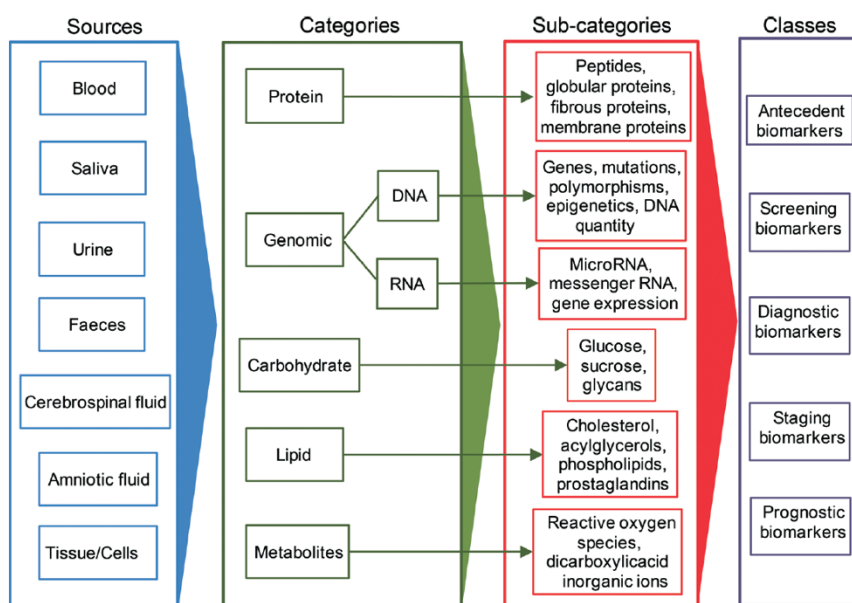 Sources
Categories
Sub-categories
Classes
Blood
Saliva
Urine
Faeces
Cerebrospinal fluid
Amniotic fluid
Tissue/Cells
Protein
Genomic
DNA
RNA
Carbohydrate
Lipid
Metabolites
Peptides,
globular proteins,
fibrous proteins,
membrane proteins
Genes, mutations,
polymorphisms,
epigenetics, DNA
quantity
MicroRNA,
messenger RNA,
gene expression
Glucose,
sucrose,
glycans
Cholesterol,
acylglycerols,
phospholipids,
prostaglandins
Reactive oxygen
species,
dicarboxylicacid
inorganic ions
Antecedent
biomarkers
Screening
biomarkers
Diagnostic
biomarkers
Staging
biomarkers
Prognostic
biomarkers